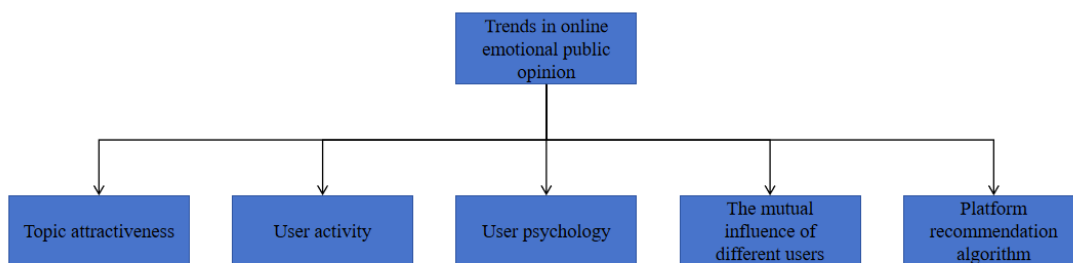 Trends in online
emotional public
opinion
Topic attractiveness
User activity
User psychology
The mutual
influence of
different users
Platform
recommendation
algorithm